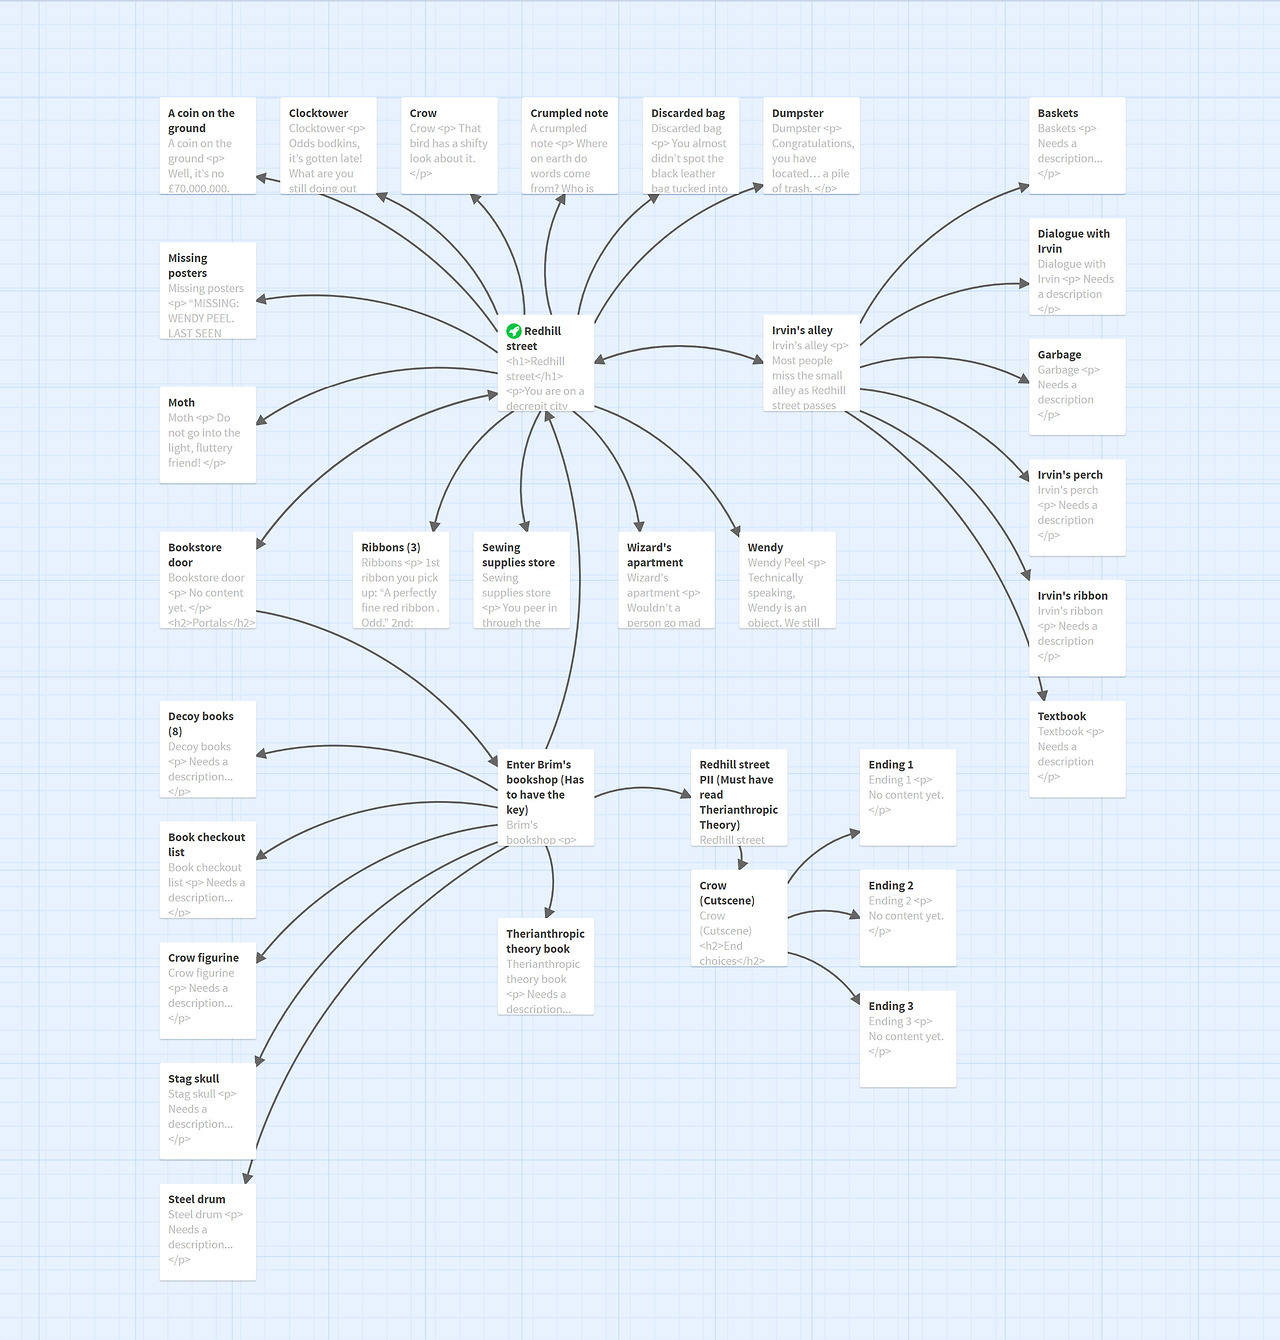 A coin on the
ground
A coin on the
ground <p>
Well, it's no
£70,000,000.
Clocktower
Clocktower <p>
Odds bodkins,
it's gotten late!
What are you
still doing out
Crow
Crow <p> That
bird has a shifty
look about it.
</p>
Crumpled note
A crumpled
note <p> Where
on earth do
words come
from? Who is
Discarded bag
Discarded bag
<p> You almost
didn't spot the
black leather
bag tucked into
Dumpster
Dumpster <p>
Congratulations,
you have
located... a pile
of trash. </p>
Baskets
Baskets <p>
Needs a
description...
</p>
Missing
posters
Missing posters
<p> "MISSING:
WENDY PEEL.
LAST SEEN
Dialogue with
Irvin
Dialogue with
Irvin <p> Needs
a description
</p>
Redhill
street
<h1>Redhill
street</h1>
<p>You are on a
decrepit city
Irvin's alley
Irvin's alley <p>
Most people
miss the small
alley as Redhill
street passes
Garbage
Garbage <p>
Needs a
description
</p>
Moth
Moth <p> Do
not go into the
light, fluttery
friend! </p>
Irvin's perch
Irvin's perch
<p> Needs a
description
</p>
Bookstore
door
Bookstore door
<p> No content
yet. </p>
<h2>Portals</h2>
Ribbons (3)
Ribbons <p> 1st
ribbon you pick
up: "A perfectly
fine red ribbon .
Odd." 2nd:
Sewing
supplies store
Sewing
supplies store
<p> You peer in
through the
Wizard's
apartment
Wizard's
apartment <p>
Wouldn't a
person go mad
Wendy
Wendy Peel <p>
Technically
speaking,
Wendy is an
object. We still
Irvin's ribbon
Irvin's ribbon
<p> Needs a
description
</p>
Decoy books
(8)
Decoy books
<p> Needs a
description...
</p>
Textbook
Textbook <p>
Needs a
description
</p>
Enter Brim's
bookshop (Has
to have the
key)
Brim's
bookshop <p>
Redhill street
PII (Must have
read
Therianthropic
Theory)
Redhill street
Ending 1
Ending 1 <p>
No content yet.
</p>
Book checkout
list
Book checkout
list <p> Needs a
description...
</p>
Crow
(Cutscene)
Crow
(Cutscene)
<h2>End
choices</h2>
Ending 2
Ending 2 <p>
No content yet.
</p>
Therianthropic
theory book
Therianthropic
theory book
<p> Needs a
description...
Crow figurine
Crow figurine
<p> Needs a
description...
</p>
Ending 3
Ending 3 <p>
No content yet.
</p>
Stag skull
Stag skull <p>
Needs a
description...
</p>
Steel drum
Steel drum <p>
Needs a
description...
</p>